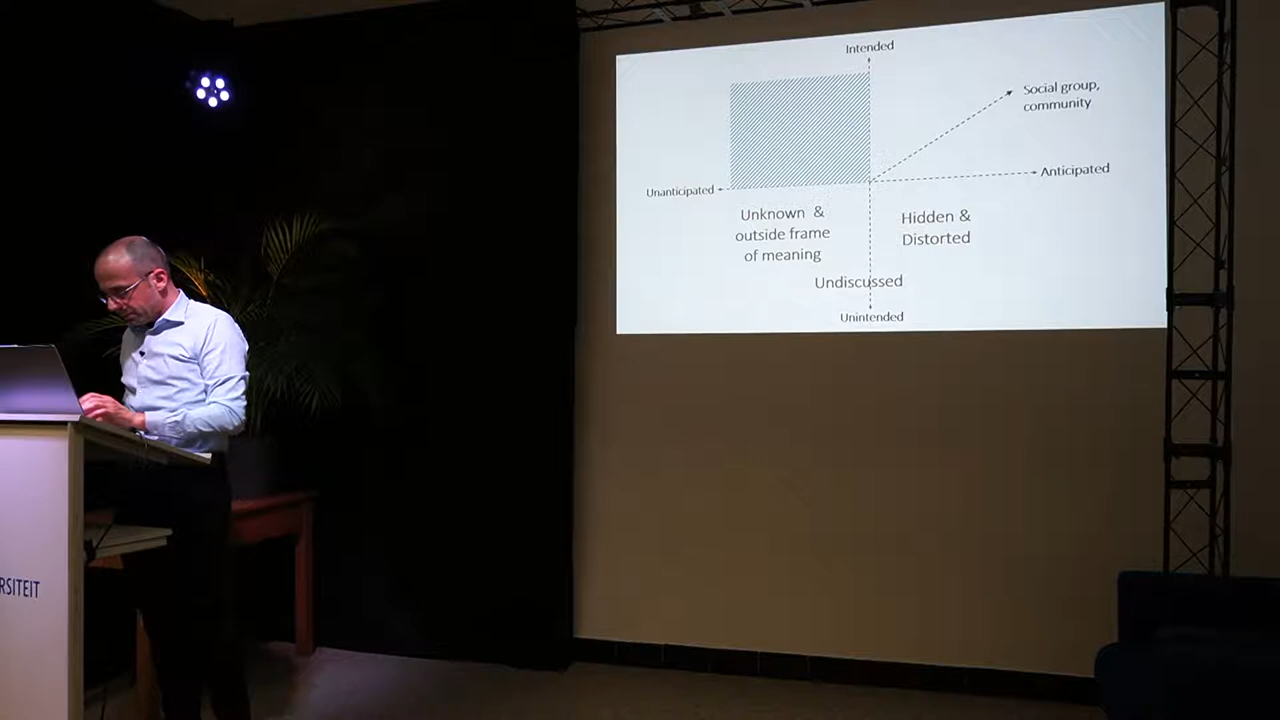 Intended
Social group,
community
Anticipated
Unanticipated
Unknown &
outside frame
of meaning
Hidden &
Distorted
Undiscussed
Unintended
RSITEIT